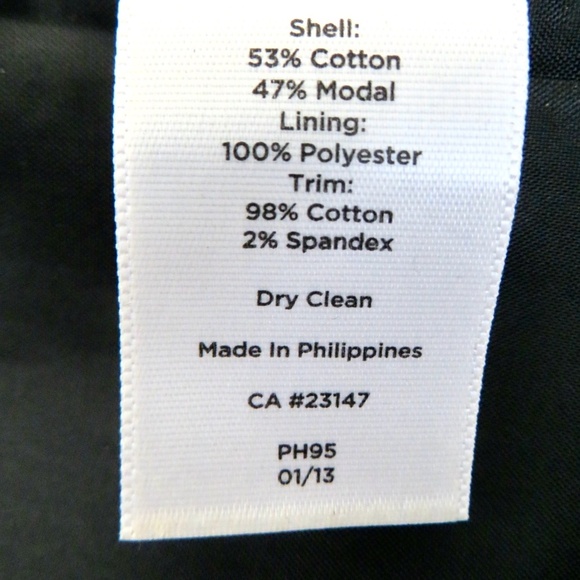 Shell:
53% Cotton
47% Modal
Lining:
100% Polyester
Trim:
98% Cotton
2% Spandex
Dry Clean
Made In Philippines
CA #23147
PH95
01/13